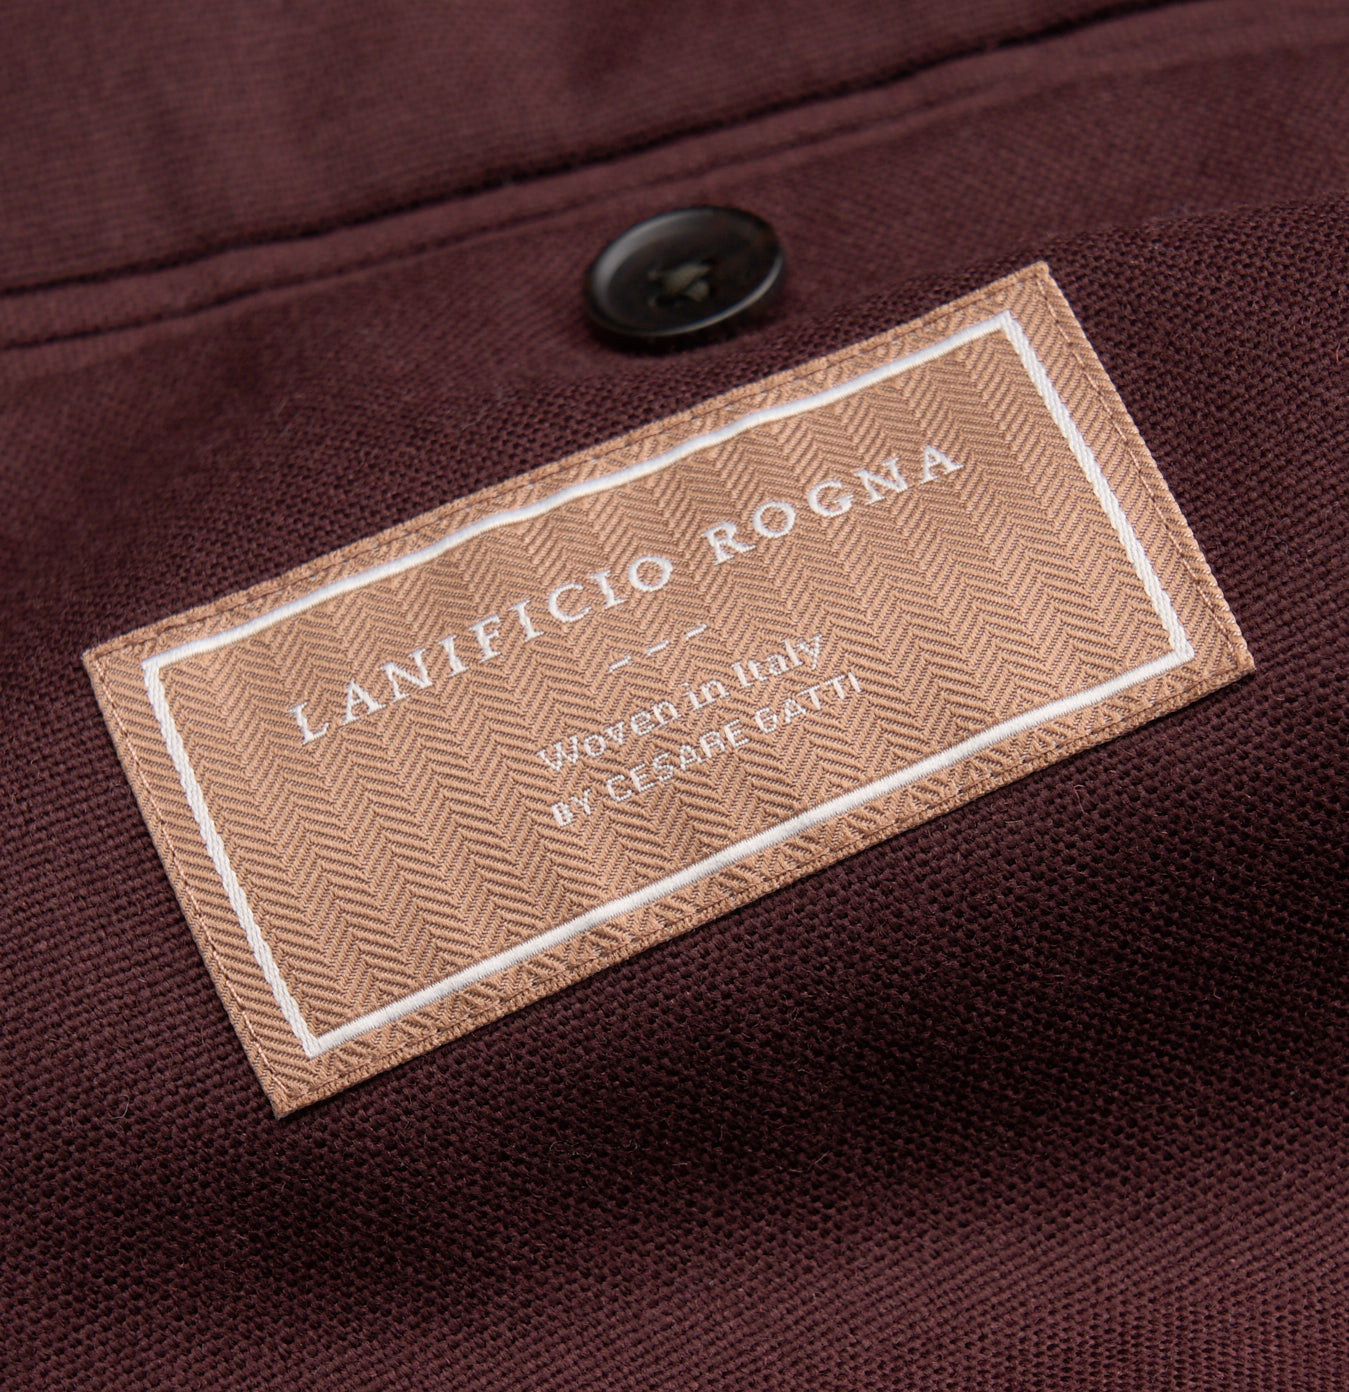 LANIFICIO ROGNA
- - -
Woven in Italy
BY CESARE GATTI